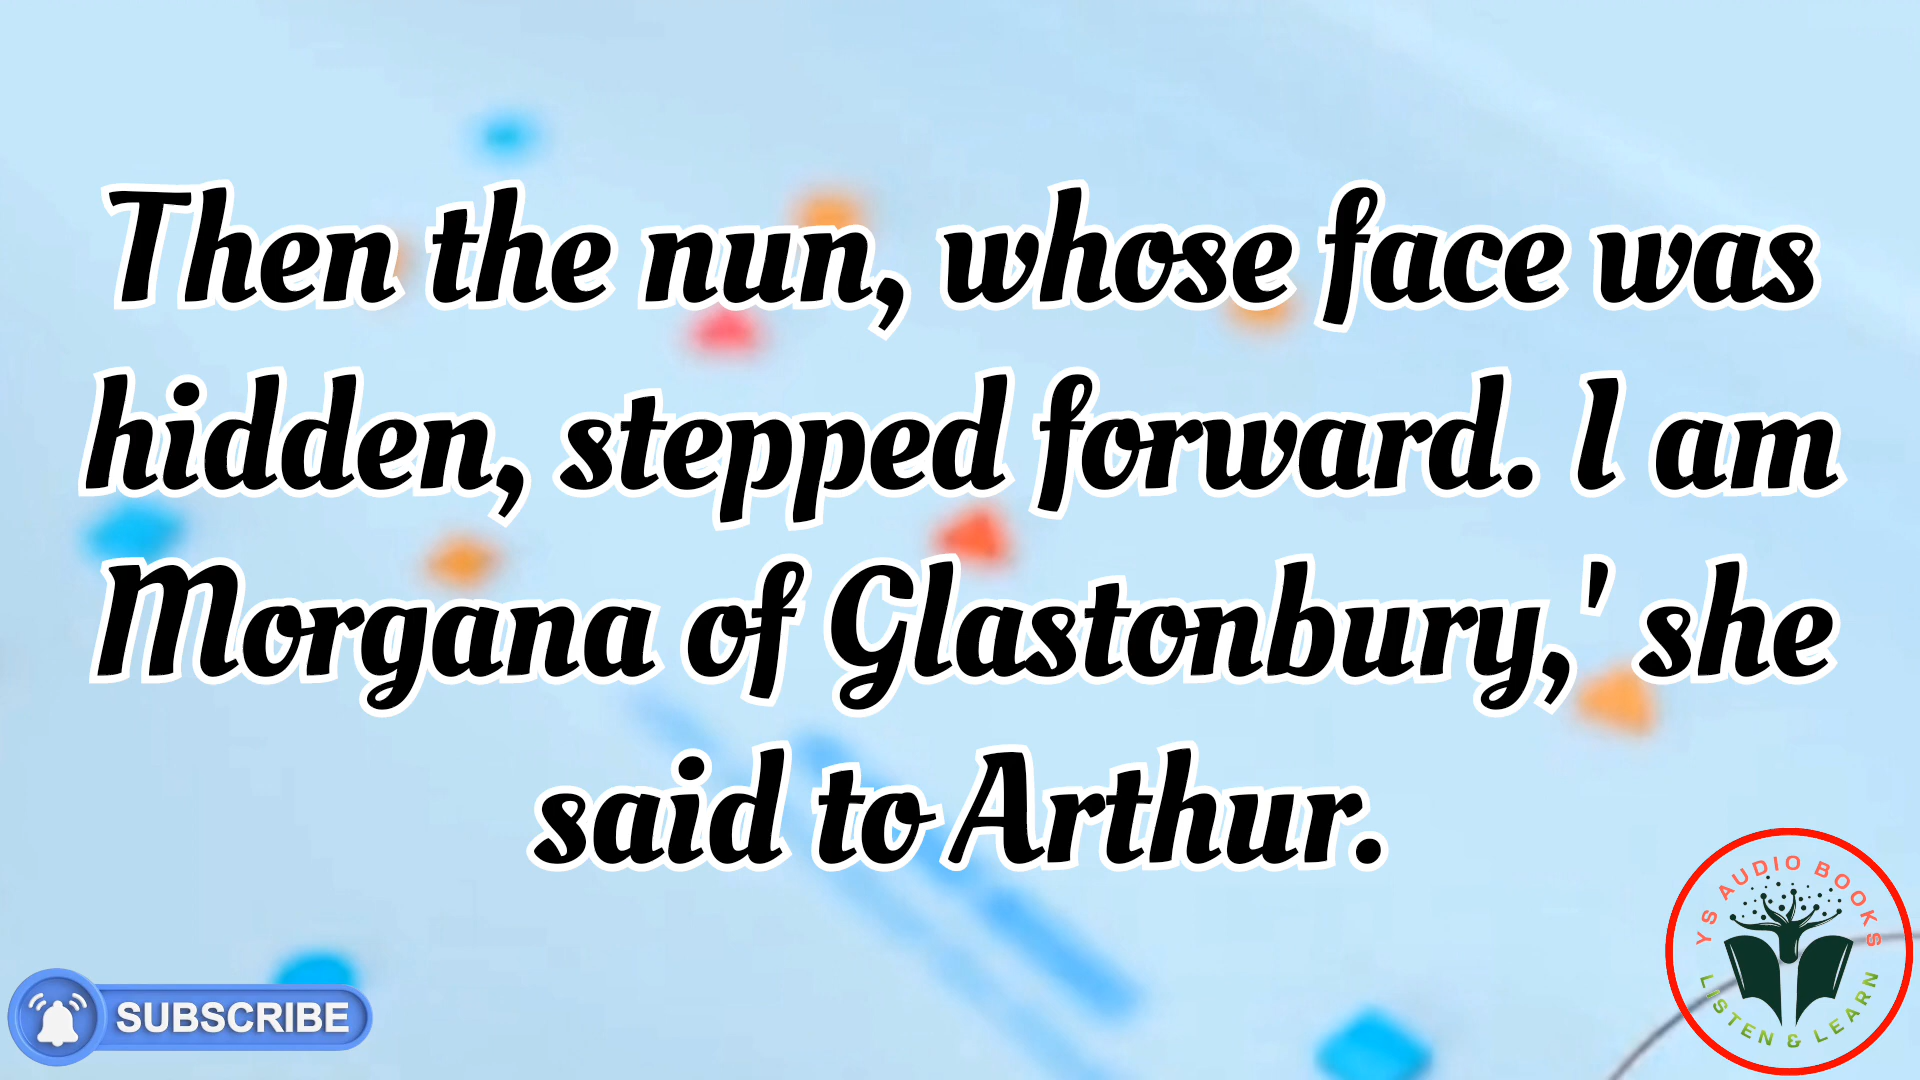 Then the nun, whose face was
hidden, stepped forward. I am
Morgana of Glastonbury,' she
said to Arthur.
SUBSCRIBE
YS AUDIO BOOKS
LISTEN & LEARN